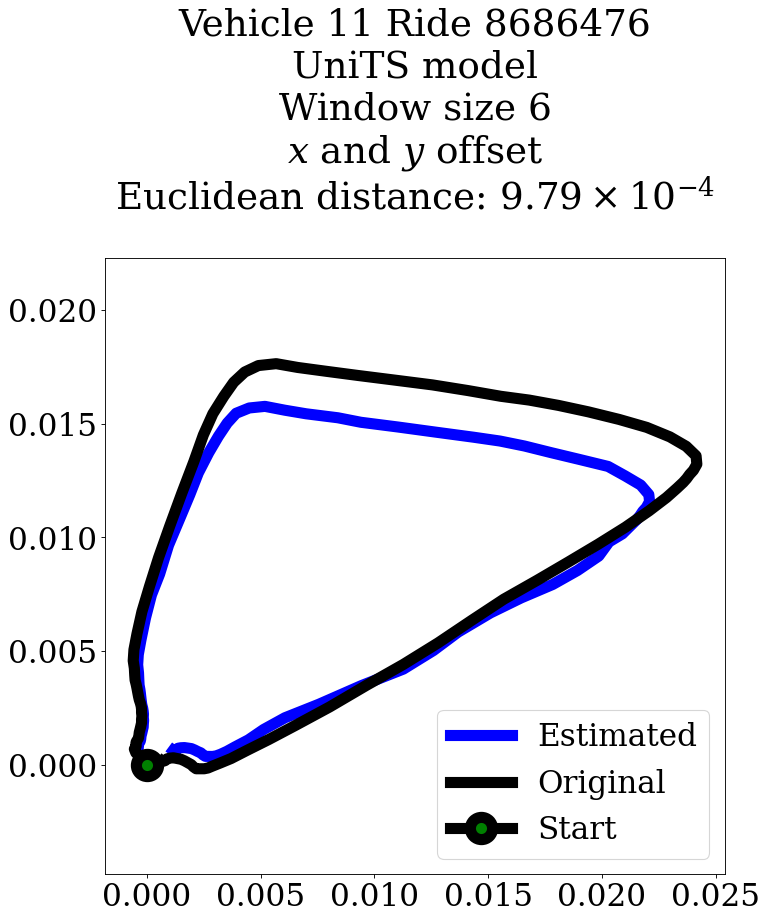 Vehicle 11 Ride 8686476
UniTS model
Window size 6
x and y offset
Euclidean distance: 9.79 × 10⁻⁴
0.020
0.015
0.010
0.005
0.000
Estimated
Original
Start
0.000 0.005 0.010 0.015 0.020 0.025